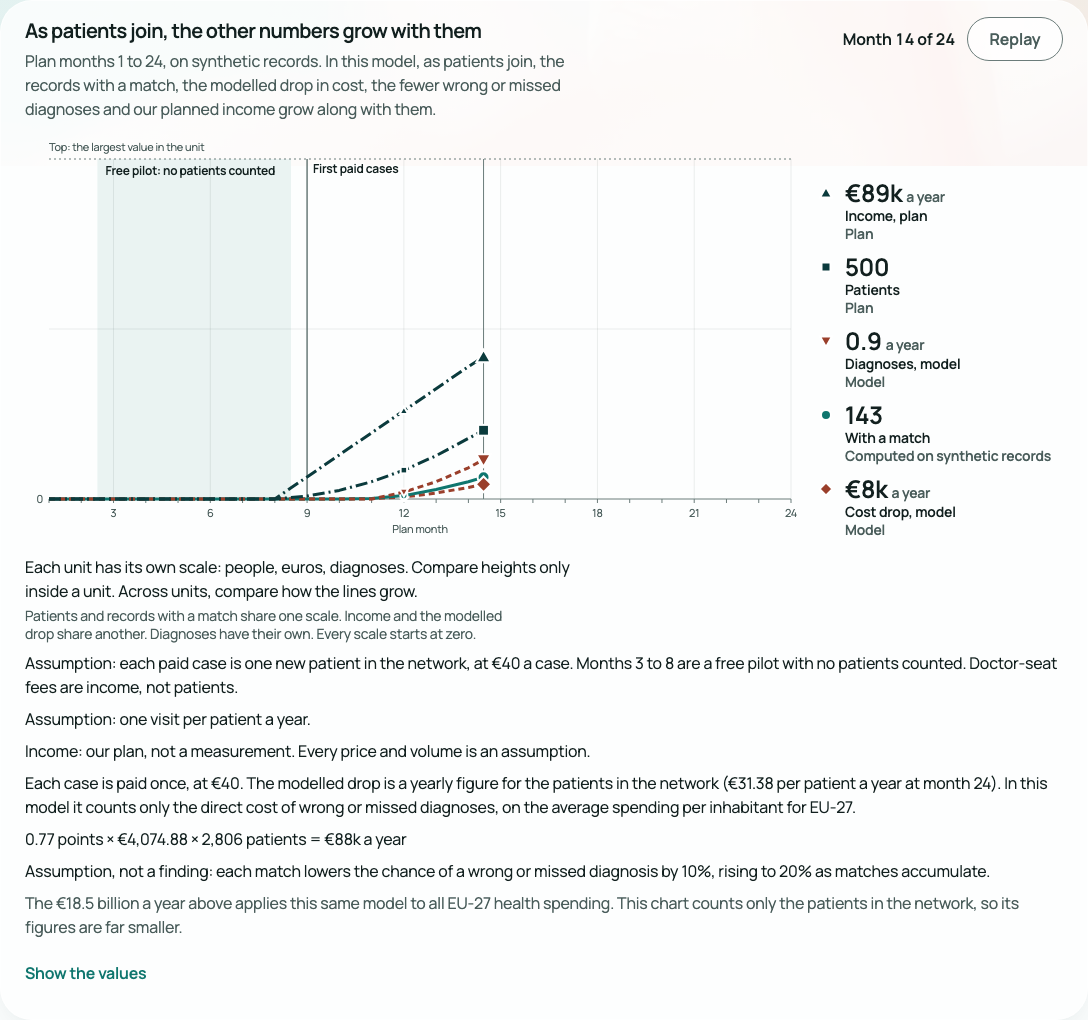 As patients join, the other numbers grow with them
Month 14 of 24
Replay
Plan months 1 to 24, on synthetic records. In this model, as patients join, the
records with a match, the modelled drop in cost, the fewer wrong or missed
diagnoses and our planned income grow along with them.
Top: the largest value in the unit
Free pilot: no patients counted
First paid cases
0
3
6
9
12
15
18
21
24
Plan month
€89k a year
Income, plan
Plan
500
Patients
Plan
0.9 a year
Diagnoses, model
Model
143
With a match
Computed on synthetic records
€8k a year
Cost drop, model
Model
Each unit has its own scale: people, euros, diagnoses. Compare heights only
inside a unit. Across units, compare how the lines grow.
Patients and records with a match share one scale. Income and the modelled
drop share another. Diagnoses have their own. Every scale starts at zero.
Assumption: each paid case is one new patient in the network, at €40 a case. Months 3 to 8 are a free pilot with no patients counted. Doctor-seat
fees are income, not patients.
Assumption: one visit per patient a year.
Income: our plan, not a measurement. Every price and volume is an assumption.
Each case is paid once, at €40. The modelled drop is a yearly figure for the patients in the network (€31.38 per patient a year at month 24). In this
model it counts only the direct cost of wrong or missed diagnoses, on the average spending per inhabitant for EU-27.
0.77 points × €4,074.88 × 2,806 patients = €88k a year
Assumption, not a finding: each match lowers the chance of a wrong or missed diagnosis by 10%, rising to 20% as matches accumulate.
The €18.5 billion a year above applies this same model to all EU-27 health spending. This chart counts only the patients in the network, so its
figures are far smaller.
Show the values